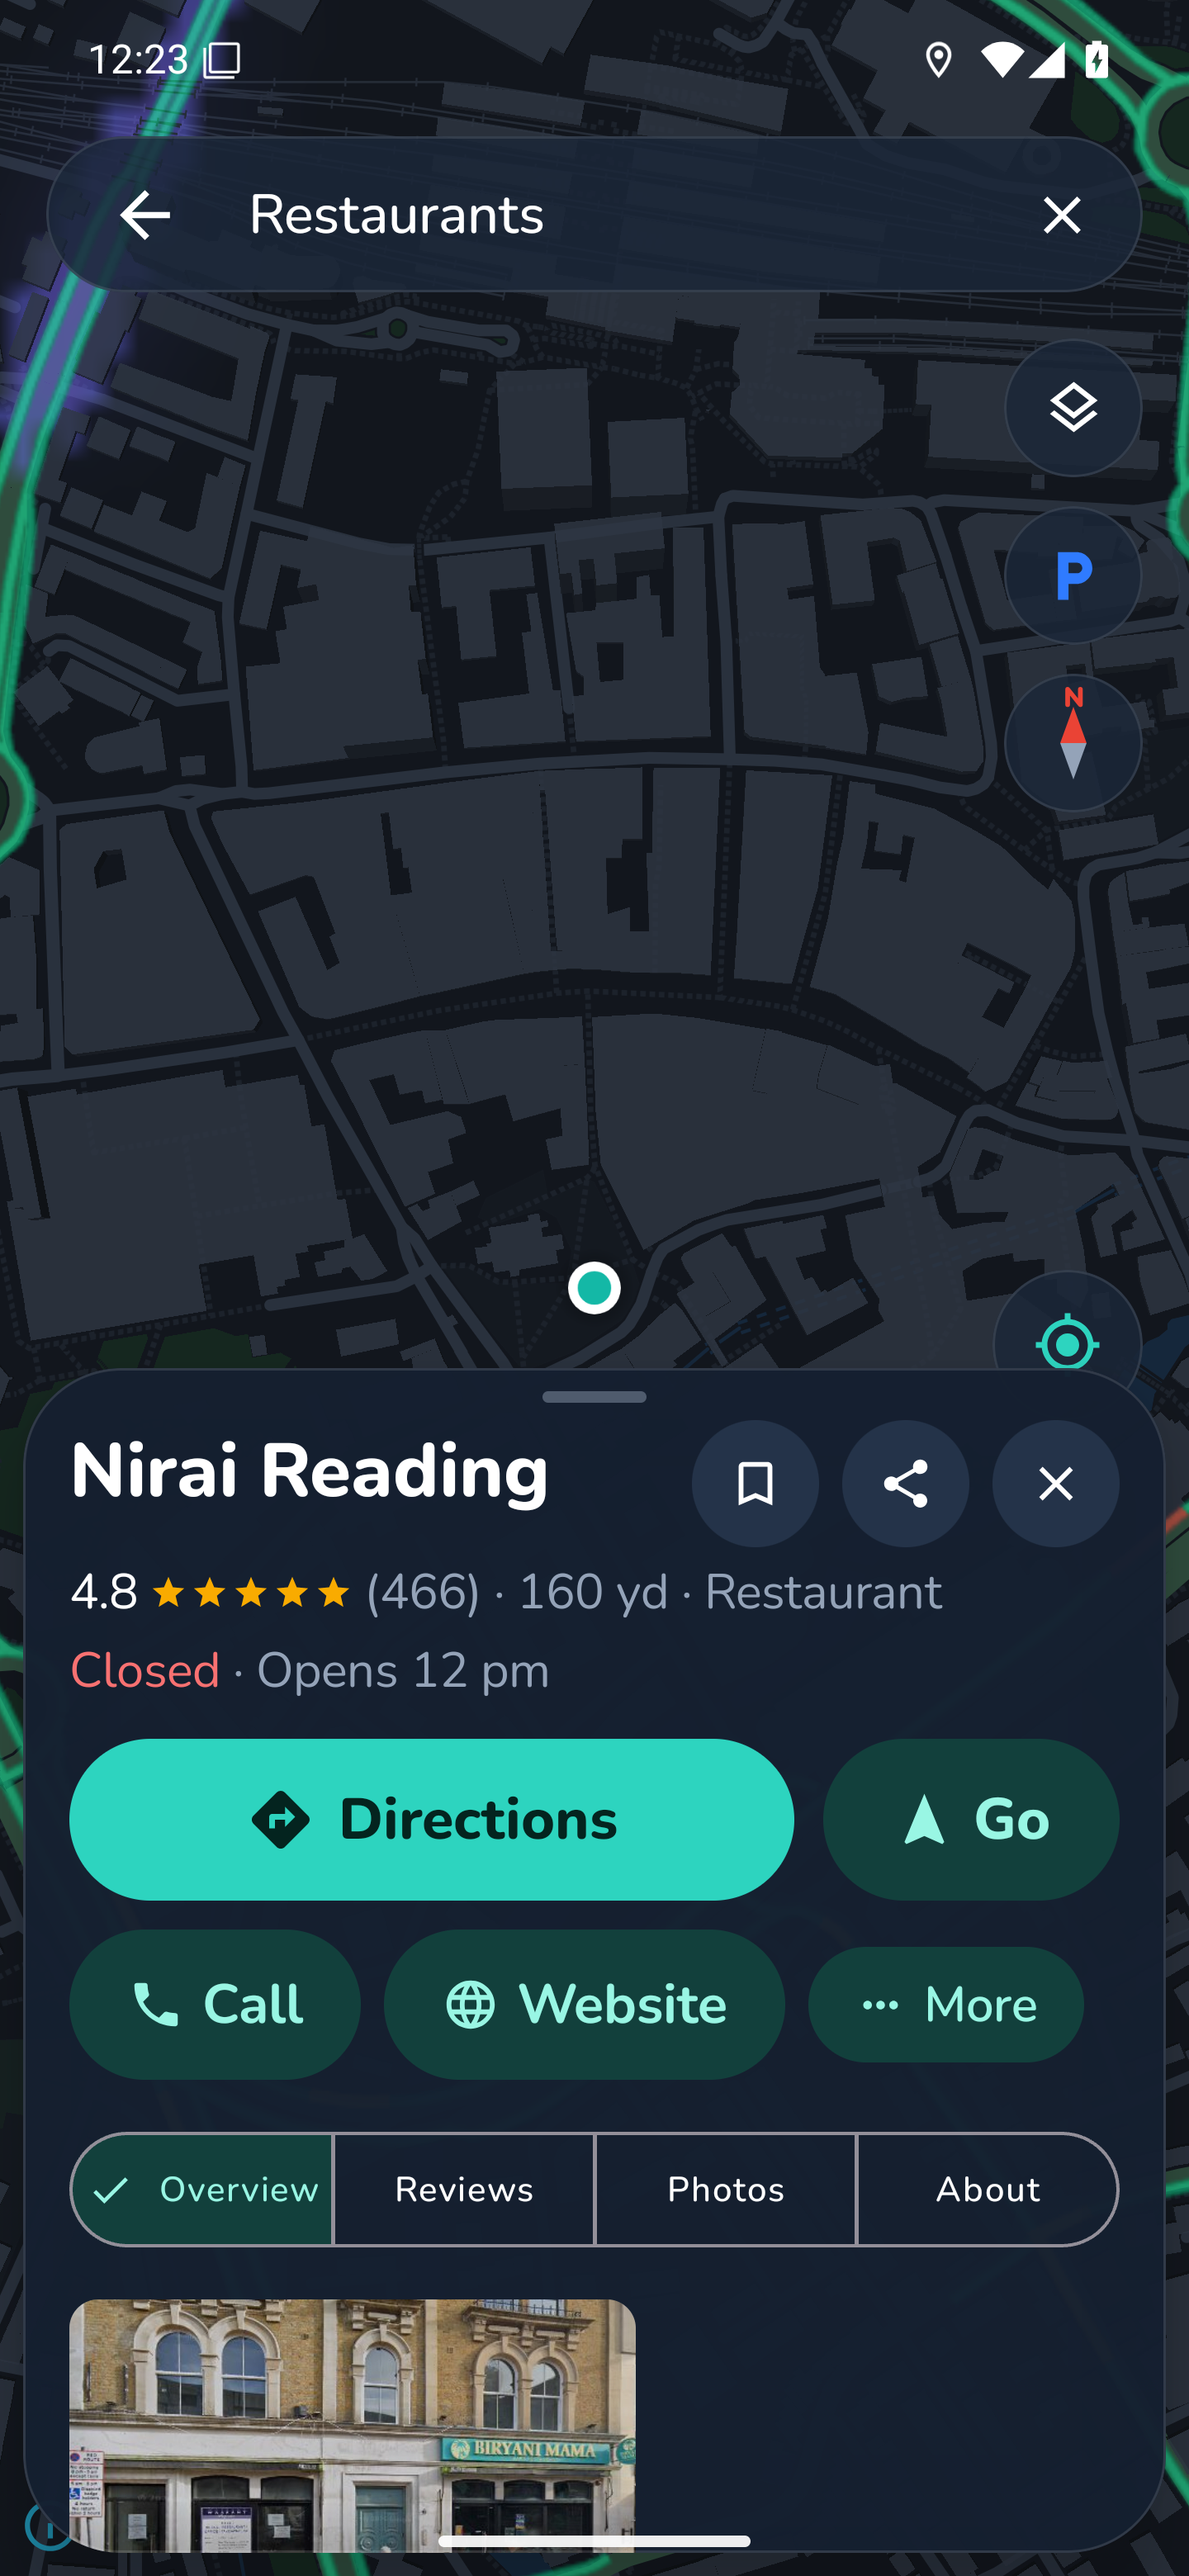 12:23
Restaurants
P
N
Nirai Reading
4.8 (466) · 160 yd · Restaurant
Closed · Opens 12 pm
Directions
Go
Call
Website
More
Overview
Reviews
Photos
About
BIRYANI MAMA